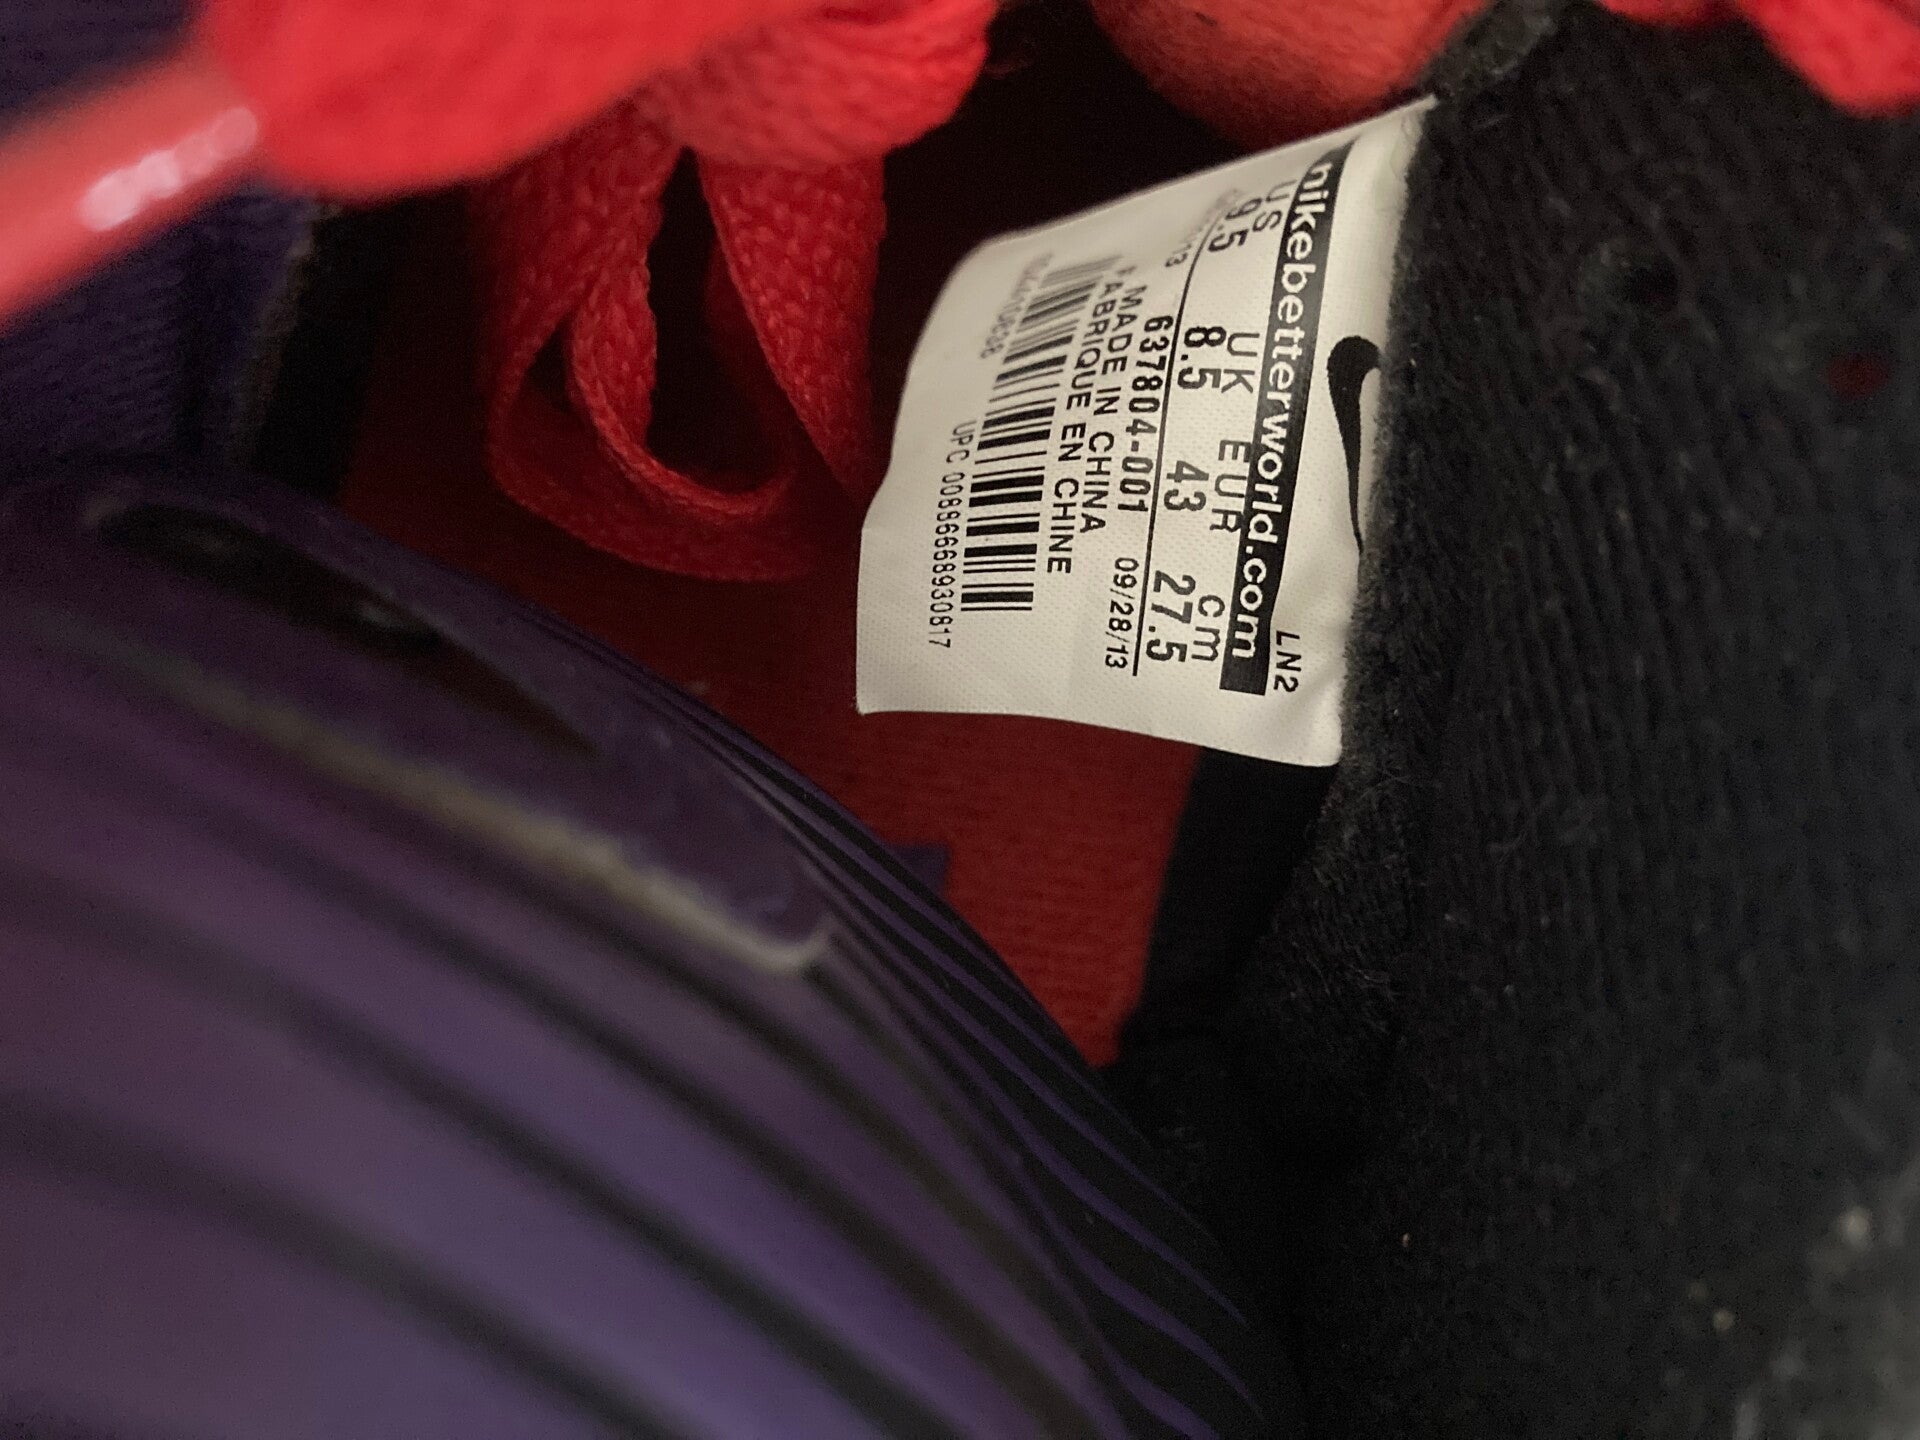 LN2
nikebetterworld.com
US UK EUR cm
9.5 8.5 43 27.5
09/28/13
637804-001
MADE IN CHINA
FABRIQUE EN CHINE
UPC 00886668930817